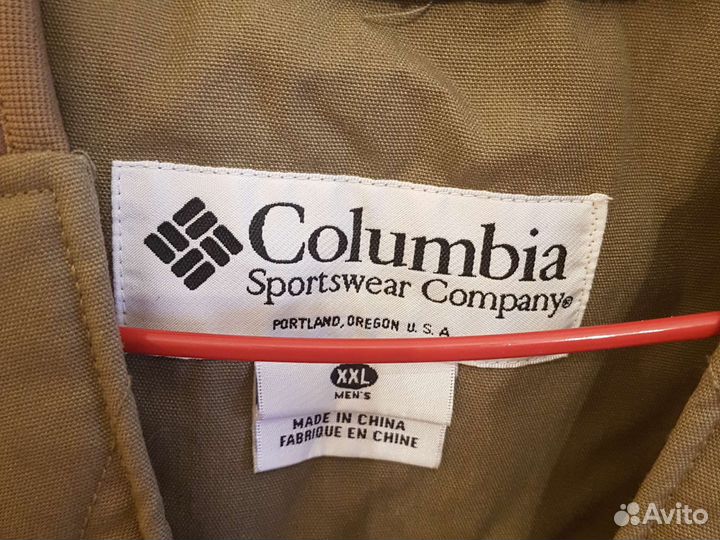 Columbia
Sportswear Company®
PORTLAND, OREGON U. S. A
XXL
MEN'S
MADE IN CHINA
FABRIQUE EN CHINE
Avito